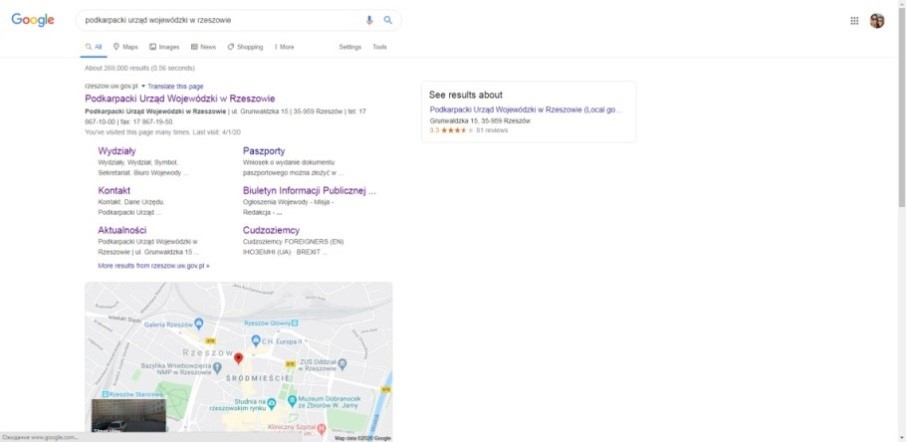 Google
podkarpacki urząd wojewódzki w rzeszowie
All Maps Images News Shopping More Settings Tools
About 269,000 results (0.56 seconds)
rzeszow.uw.gov.pl Translate this page
Podkarpacki Urząd Wojewódzki w Rzeszowie
Podkarpacki Urząd Wojewódzki w Rzeszowie | ul. Grunwaldzka 15 | 35-959 Rzeszów | tel: 17
867-10-00 | fax: 17 867-19-50.
You've visited this page many times. Last visit: 4/1/20
Wydziały
Wydziały. Wydział, Symbol.
Sekretariat. Biuro Wojewody ...
Paszporty
Wniosek o wydanie dokumentu
paszportowego można złożyć w ...
Kontakt
Kontakt. Dane Urzędu.
Podkarpacki Urząd ...
Biuletyn Informacji Publicznej ...
Ogłoszenia Wojewody - Misja -
Redakcja - ...
Aktualności
Podkarpacki Urząd Wojewódzki w
Rzeszowie | ul. Grunwaldzka 15 ...
Cudzoziemcy
Cudzoziemcy FOREIGNERS (EN)
ІНОЗЕМНІ (UA) · BREXIT ...
More results from rzeszow.uw.gov.pl »
See results about
Podkarpacki Urząd Wojewódzki w Rzeszowie (Local go...
Grunwaldzka 15, 35-959 Rzeszów
3.3 61 reviews
Galeria Rzeszów
Rzeszów Główny
C.H. Europa II
Rzeszów
Bazylika Wniebowzięcia
NMP w Rzeszowie
ZUS Oddział
w Rzeszowie
ŚRÓDMIEŚCIE
Rzeszów Staroniwa
Studnia na
rzeszowskim rynku
Muzeum Dobranocek
ze Zbiorów W. Jamy
Kliniczny Szpital
Map data ©2020 Google
Ожидание www.google.com...